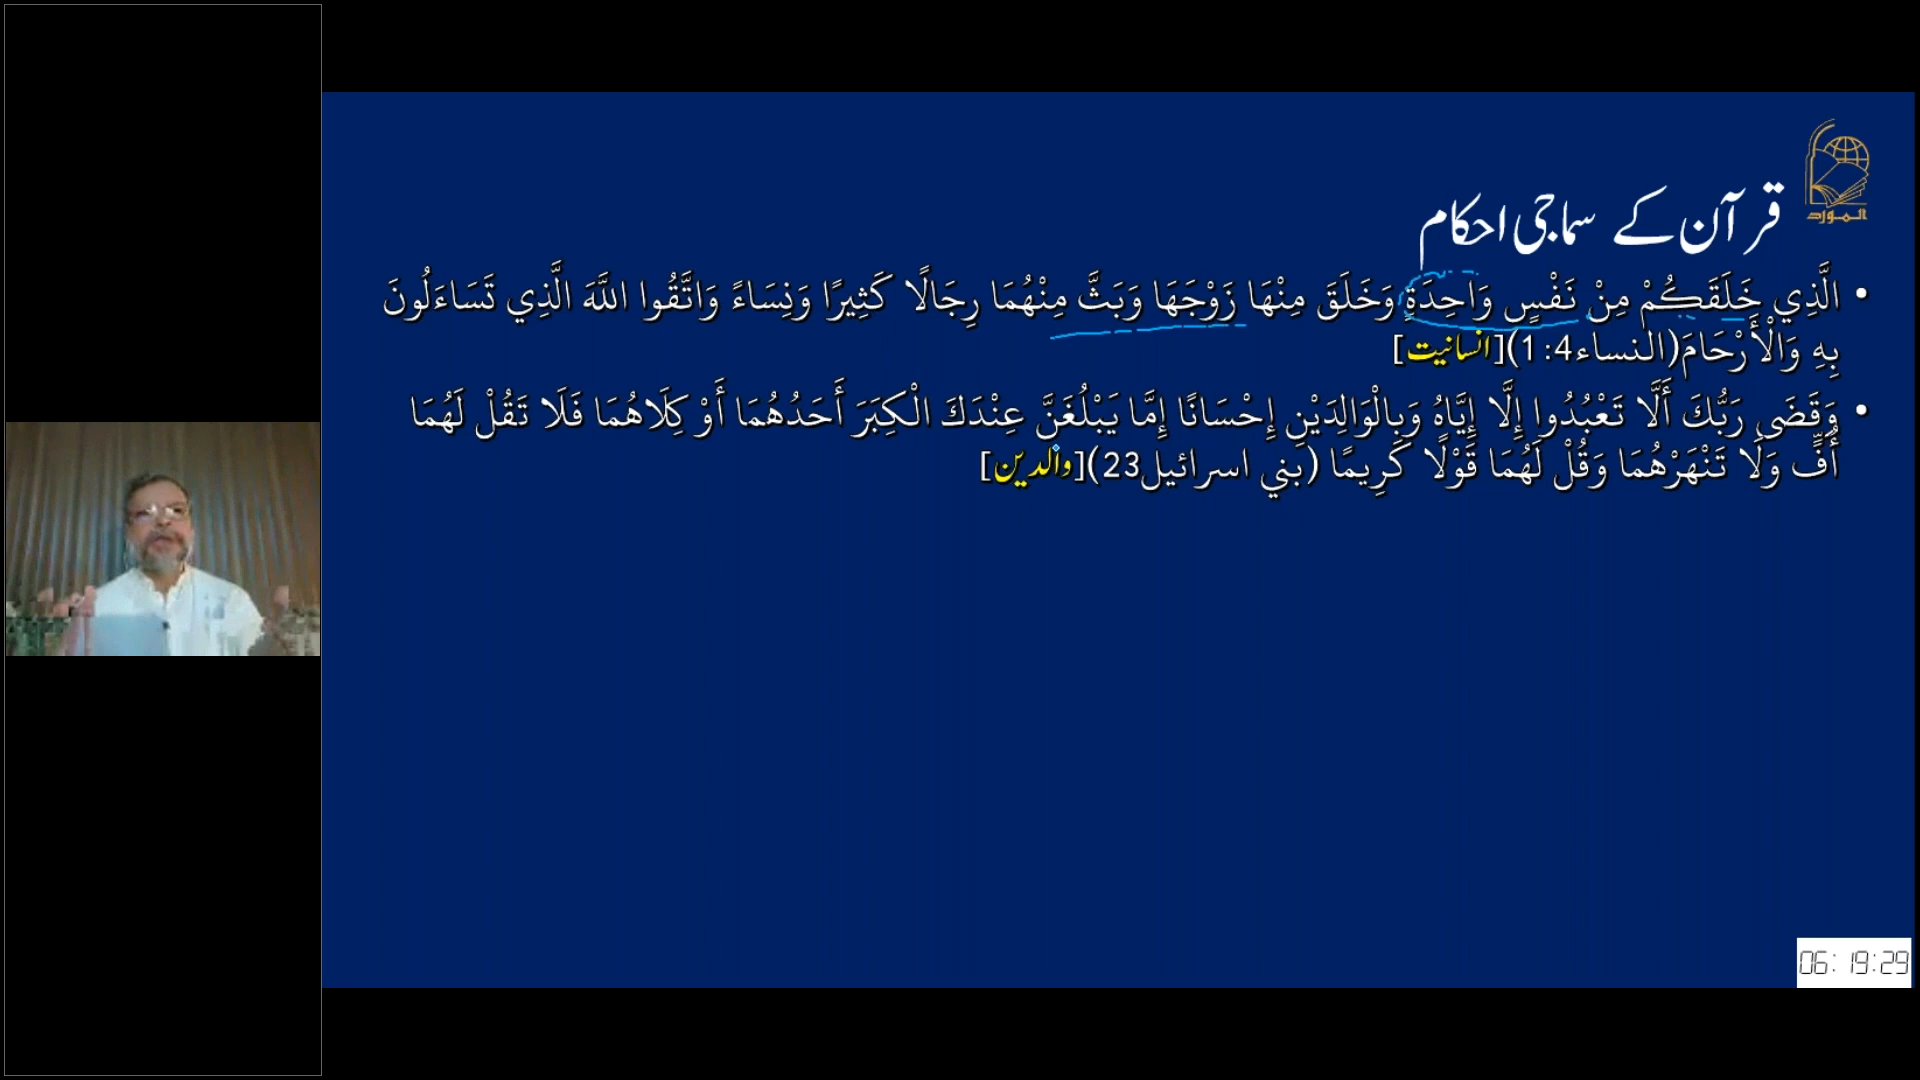 المورد
قرآن کے سماجی احکام
• الَّذِي خَلَقَكُمْ مِنْ نَفْسٍ وَاحِدَةٍ وَخَلَقَ مِنْهَا زَوْجَهَا وَبَثَّ مِنْهُمَا رِجَالًا كَثِيرًا وَنِسَاءً وَاتَّقُوا اللَّهَ الَّذِي تَسَاءَلُونَ
بِهِ وَالْأَرْحَامَ(النساء4:1)[انسانیت]
• وَقَضَى رَبُّكَ أَلَّا تَعْبُدُوا إِلَّا إِيَّاهُ وَبِالْوَالِدَيْنِ إِحْسَانًا إِمَّا يَبْلُغَنَّ عِنْدَكَ الْكِبَرَ أَحَدُهُمَا أَوْ كِلَاهُمَا فَلَا تَقُلْ لَهُمَا
أُفٍّ وَلَا تَنْهَرْهُمَا وَقُلْ لَهُمَا قَوْلًا كَرِيمًا (بني اسرائيل23)[والدین]
06:19:29